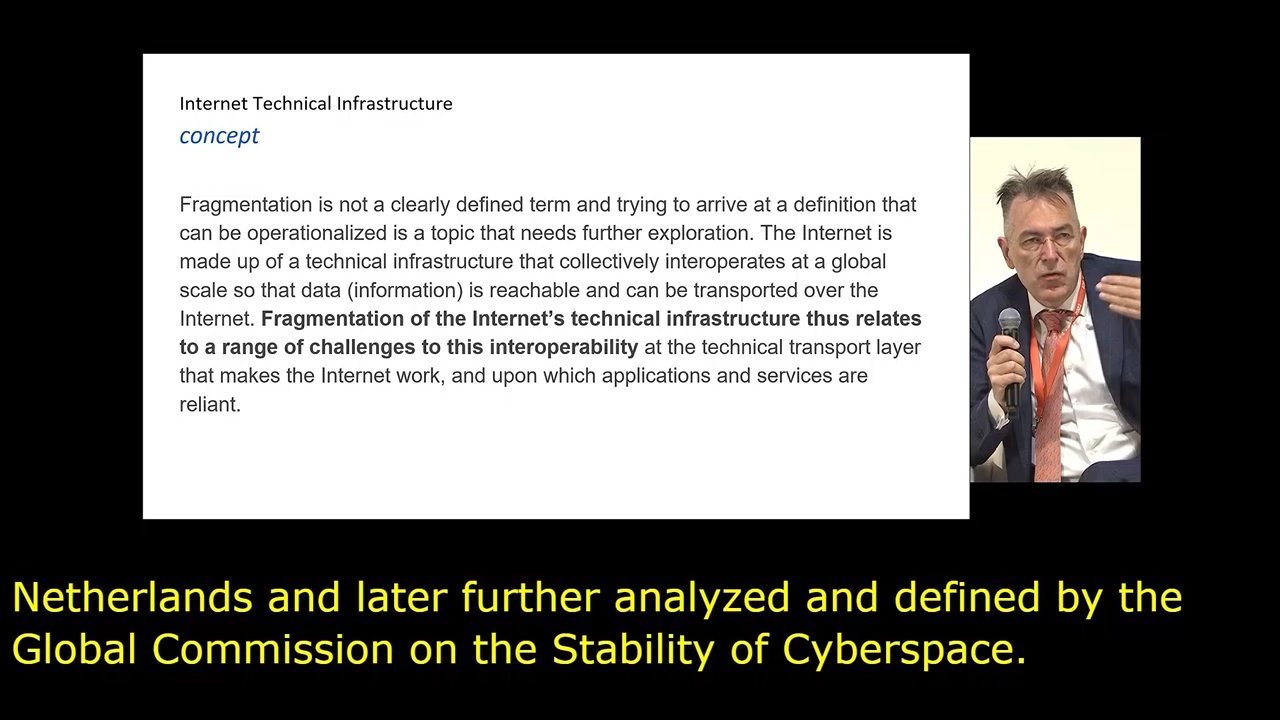 Internet Technical Infrastructure
concept
Fragmentation is not a clearly defined term and trying to arrive at a definition that
can be operationalized is a topic that needs further exploration. The Internet is
made up of a technical infrastructure that collectively interoperates at a global
scale so that data (information) is reachable and can be transported over the
Internet. Fragmentation of the Internet’s technical infrastructure thus relates
to a range of challenges to this interoperability at the technical transport layer
that makes the Internet work, and upon which applications and services are
reliant.
Netherlands and later further analyzed and defined by the
Global Commission on the Stability of Cyberspace.